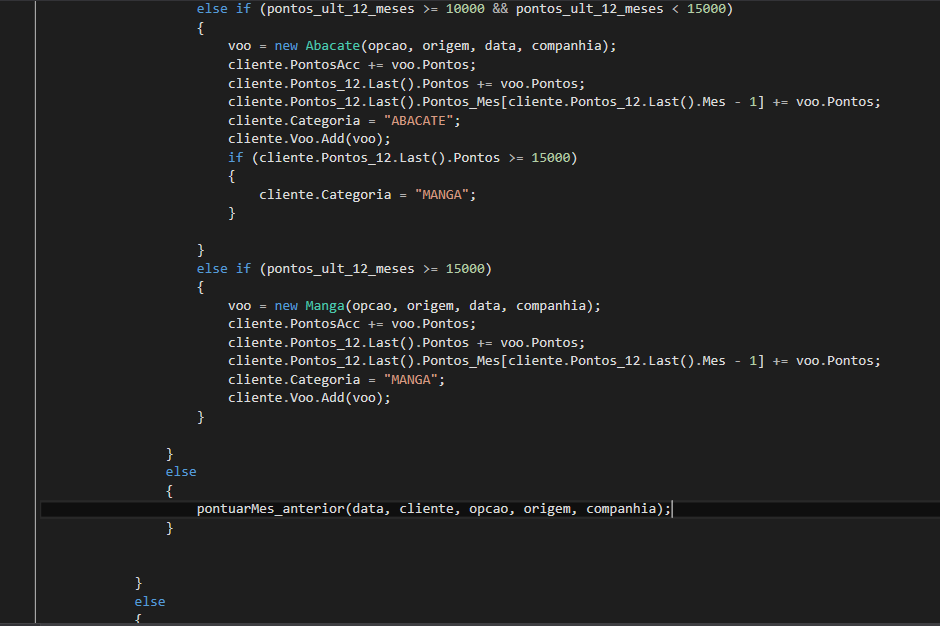 else if (pontos_ult_12_meses >= 10000 && pontos_ult_12_meses < 15000)
{
voo = new Abacate(opcao, origem, data, companhia);
cliente.PontosAcc += voo.Pontos;
cliente.Pontos_12.Last().Pontos += voo.Pontos;
cliente.Pontos_12.Last().Pontos_Mes[cliente.Pontos_12.Last().Mes - 1] += voo.Pontos;
cliente.Categoria = "ABACATE";
cliente.Voo.Add(voo);
if (cliente.Pontos_12.Last().Pontos >= 15000)
{
cliente.Categoria = "MANGA";
}
}
else if (pontos_ult_12_meses >= 15000)
{
voo = new Manga(opcao, origem, data, companhia);
cliente.PontosAcc += voo.Pontos;
cliente.Pontos_12.Last().Pontos += voo.Pontos;
cliente.Pontos_12.Last().Pontos_Mes[cliente.Pontos_12.Last().Mes - 1] += voo.Pontos;
cliente.Categoria = "MANGA";
cliente.Voo.Add(voo);
}
}
else
{
pontuarMes_anterior(data, cliente, opcao, origem, companhia);
}
}
else
{